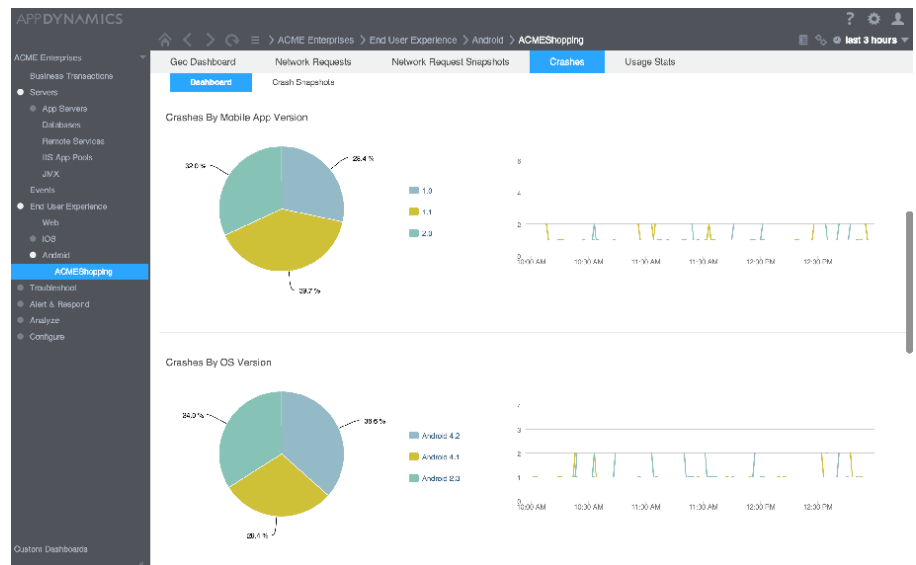 APPDYNAMICS
?
ACME Enterprises > End User Experience > Android > ACMEShopping
last 3 hours
ACME Enterprises
Business Transactions
Servers
App Servers
Databases
Remote Services
IIS App Pools
JMX
Events
End User Experience
Web
IOS
Android
ACMEShopping
Troubleshoot
Alert & Respond
Analyze
Configure
Custom Dashboards
Geo Dashboard
Network Requests
Network Request Snapshots
Crashes
Usage Stats
Dashboard
Crash Snapshots
Crashes By Mobile App Version
32.0 %
28.4 %
39.7 %
1.0
1.1
2.0
6
4
2
0
10:00 AM 10:30 AM 11:00 AM 11:30 AM 12:00 PM 12:30 PM
Crashes By OS Version
34.0 %
36.6 %
29.4 %
Android 4.2
Android 4.1
Android 2.3
3
2
1
0
10:00 AM 10:30 AM 11:00 AM 11:30 AM 12:00 PM 12:30 PM